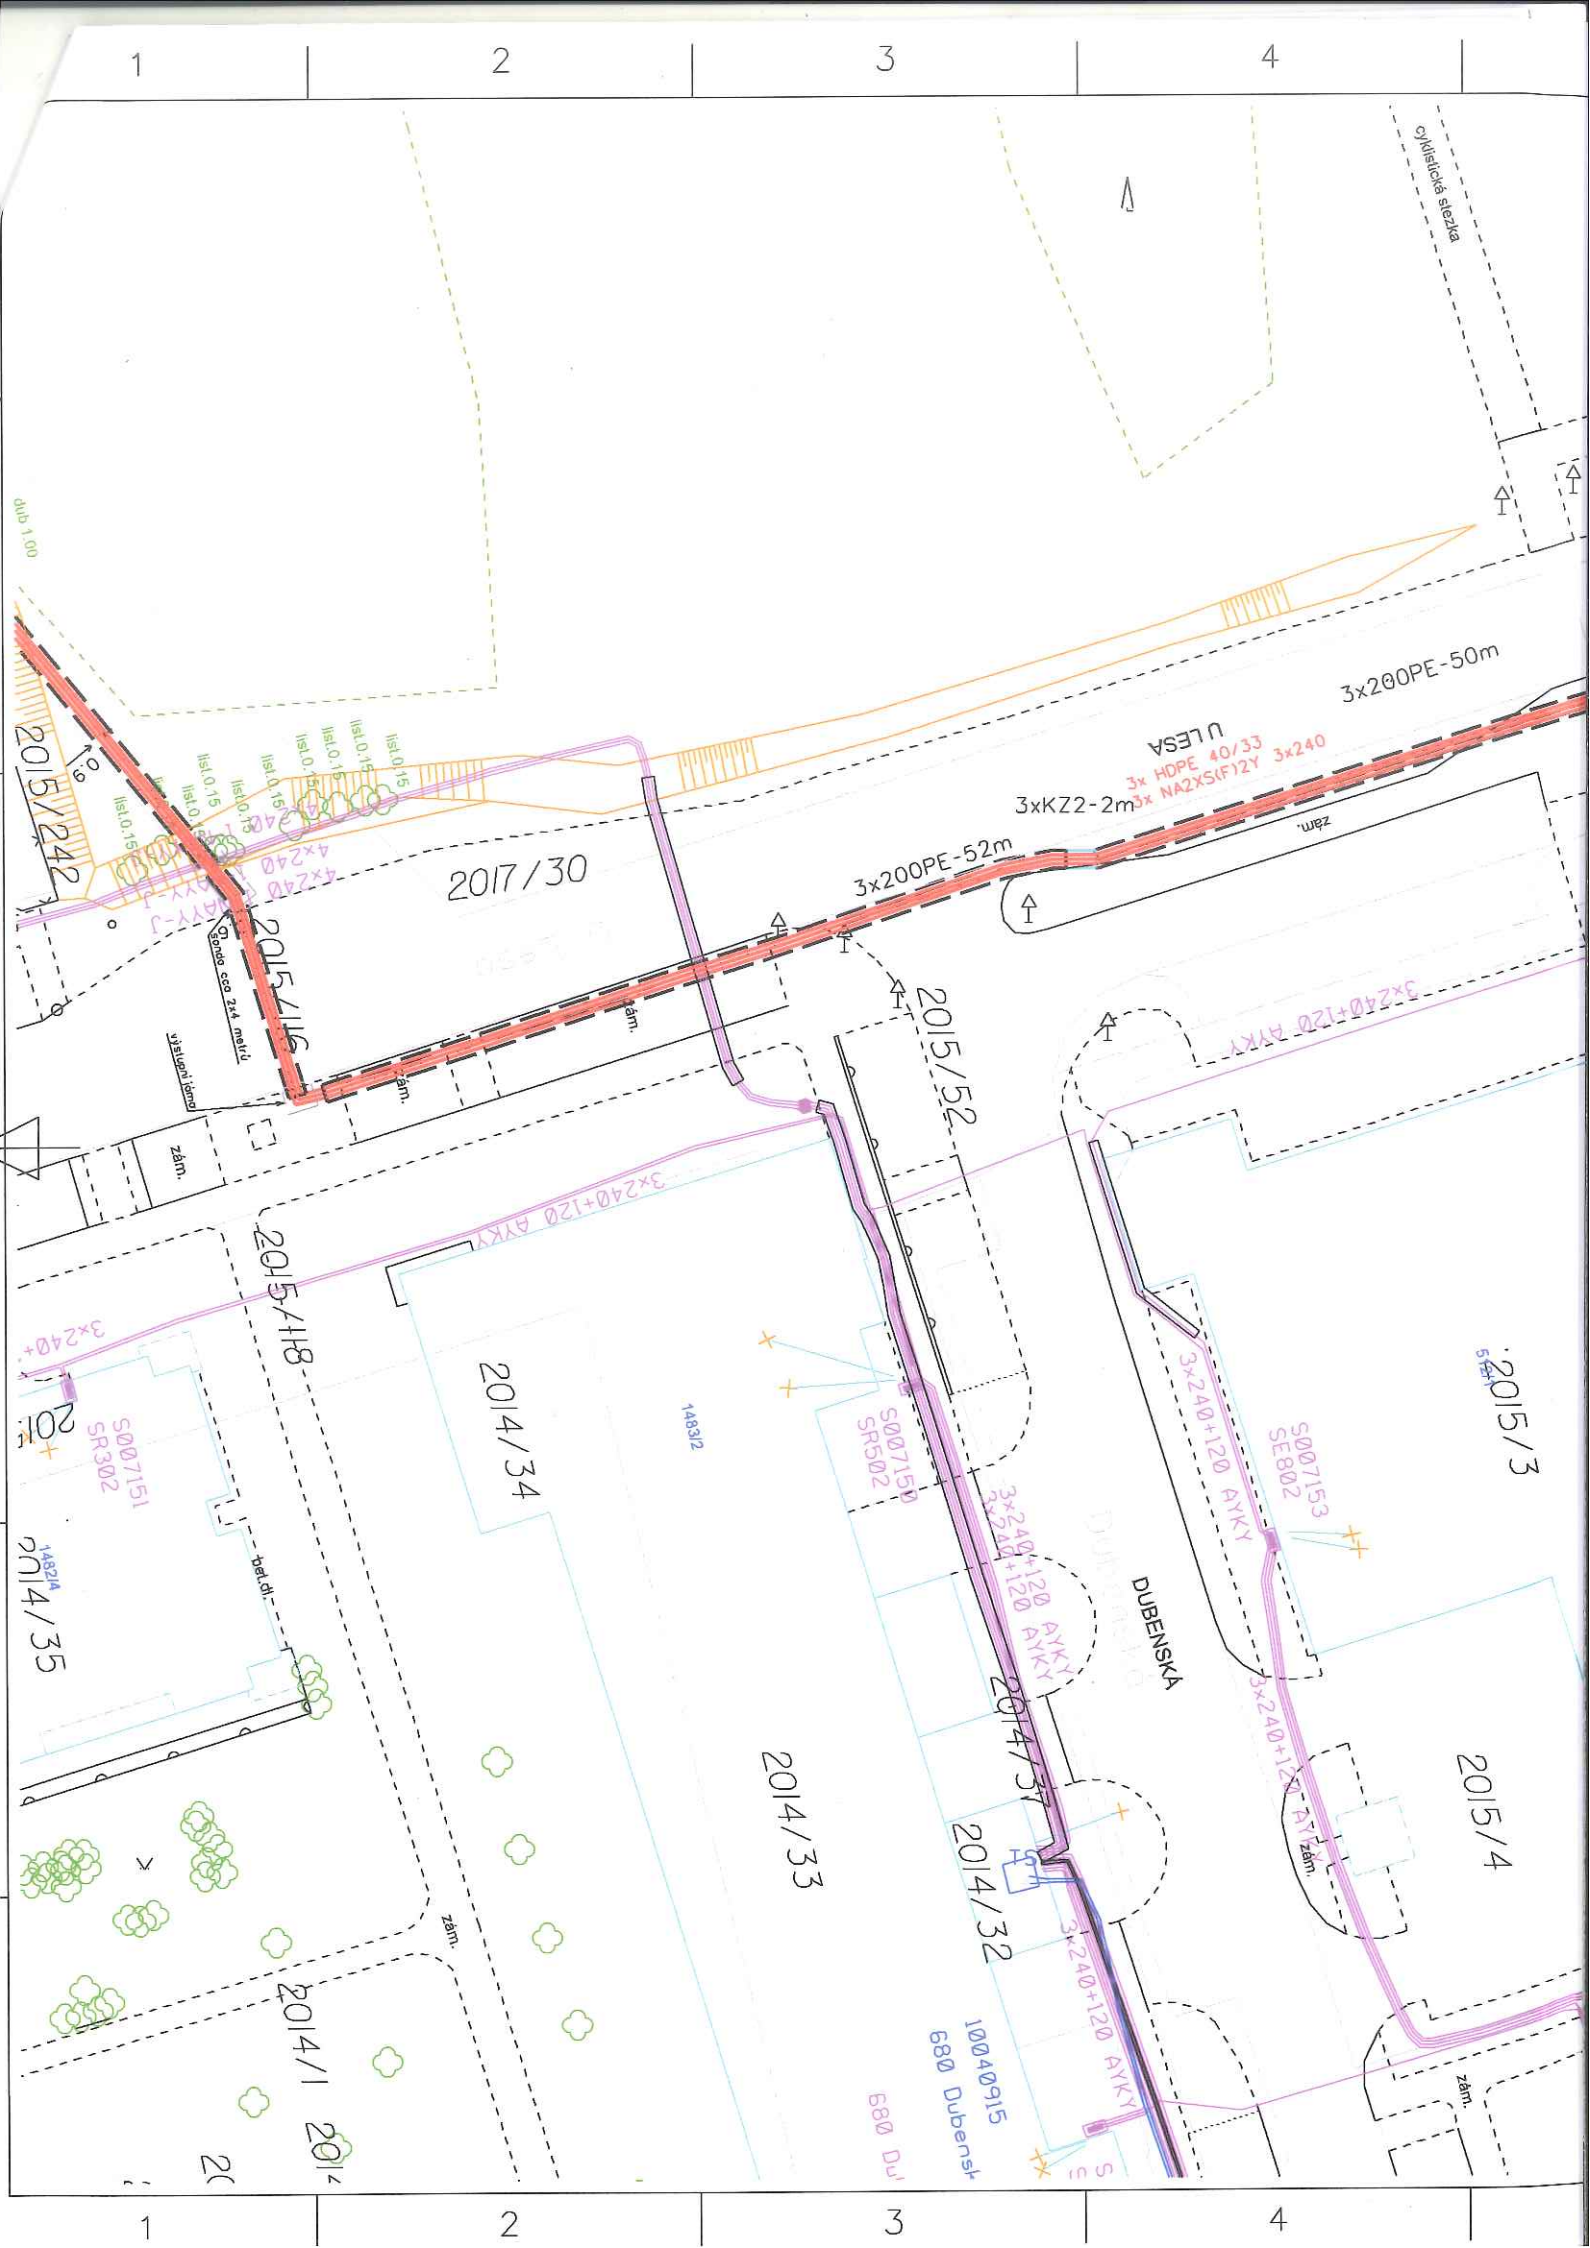 1
2
3
4
cyklistická stezka
dub 1.00
3x200PE-50m
U LESA
3x HDPE 40/33
3x NA2XS(F)2Y 3x240
3xKZ2-2m
zám.
3x200PE-52m
2015/242
6.0
list.0.15
list.0.15
list.0.15
list.0.15
list.0.15
list.0.15
list.0.15
list.0.15
4x240
4x240
2017/30
sonda cca 2x4 metrů
výstupní jáma
2015/116
zám.
zám.
zám.
2015/52
3x240+120 AYKY
3x240+120 AYKY
3x240+
2015/118
2014/34
1483/2
S007151
SR302
S007150
SR502
3x240+120 AYKY
S007153
SE802
2015/3
1482/4
2014/35
bet.dl.
3x240+120 AYKY
3x240+120 AYKY
DUBENSKÁ
2014/37
2014/33
2014/32
3x240+120 AYKY
zám.
2015/4
zám.
2014/1
3x240+120 AYKY
zám.
10040915
680 Dubensk
680 Du
1
2
3
4